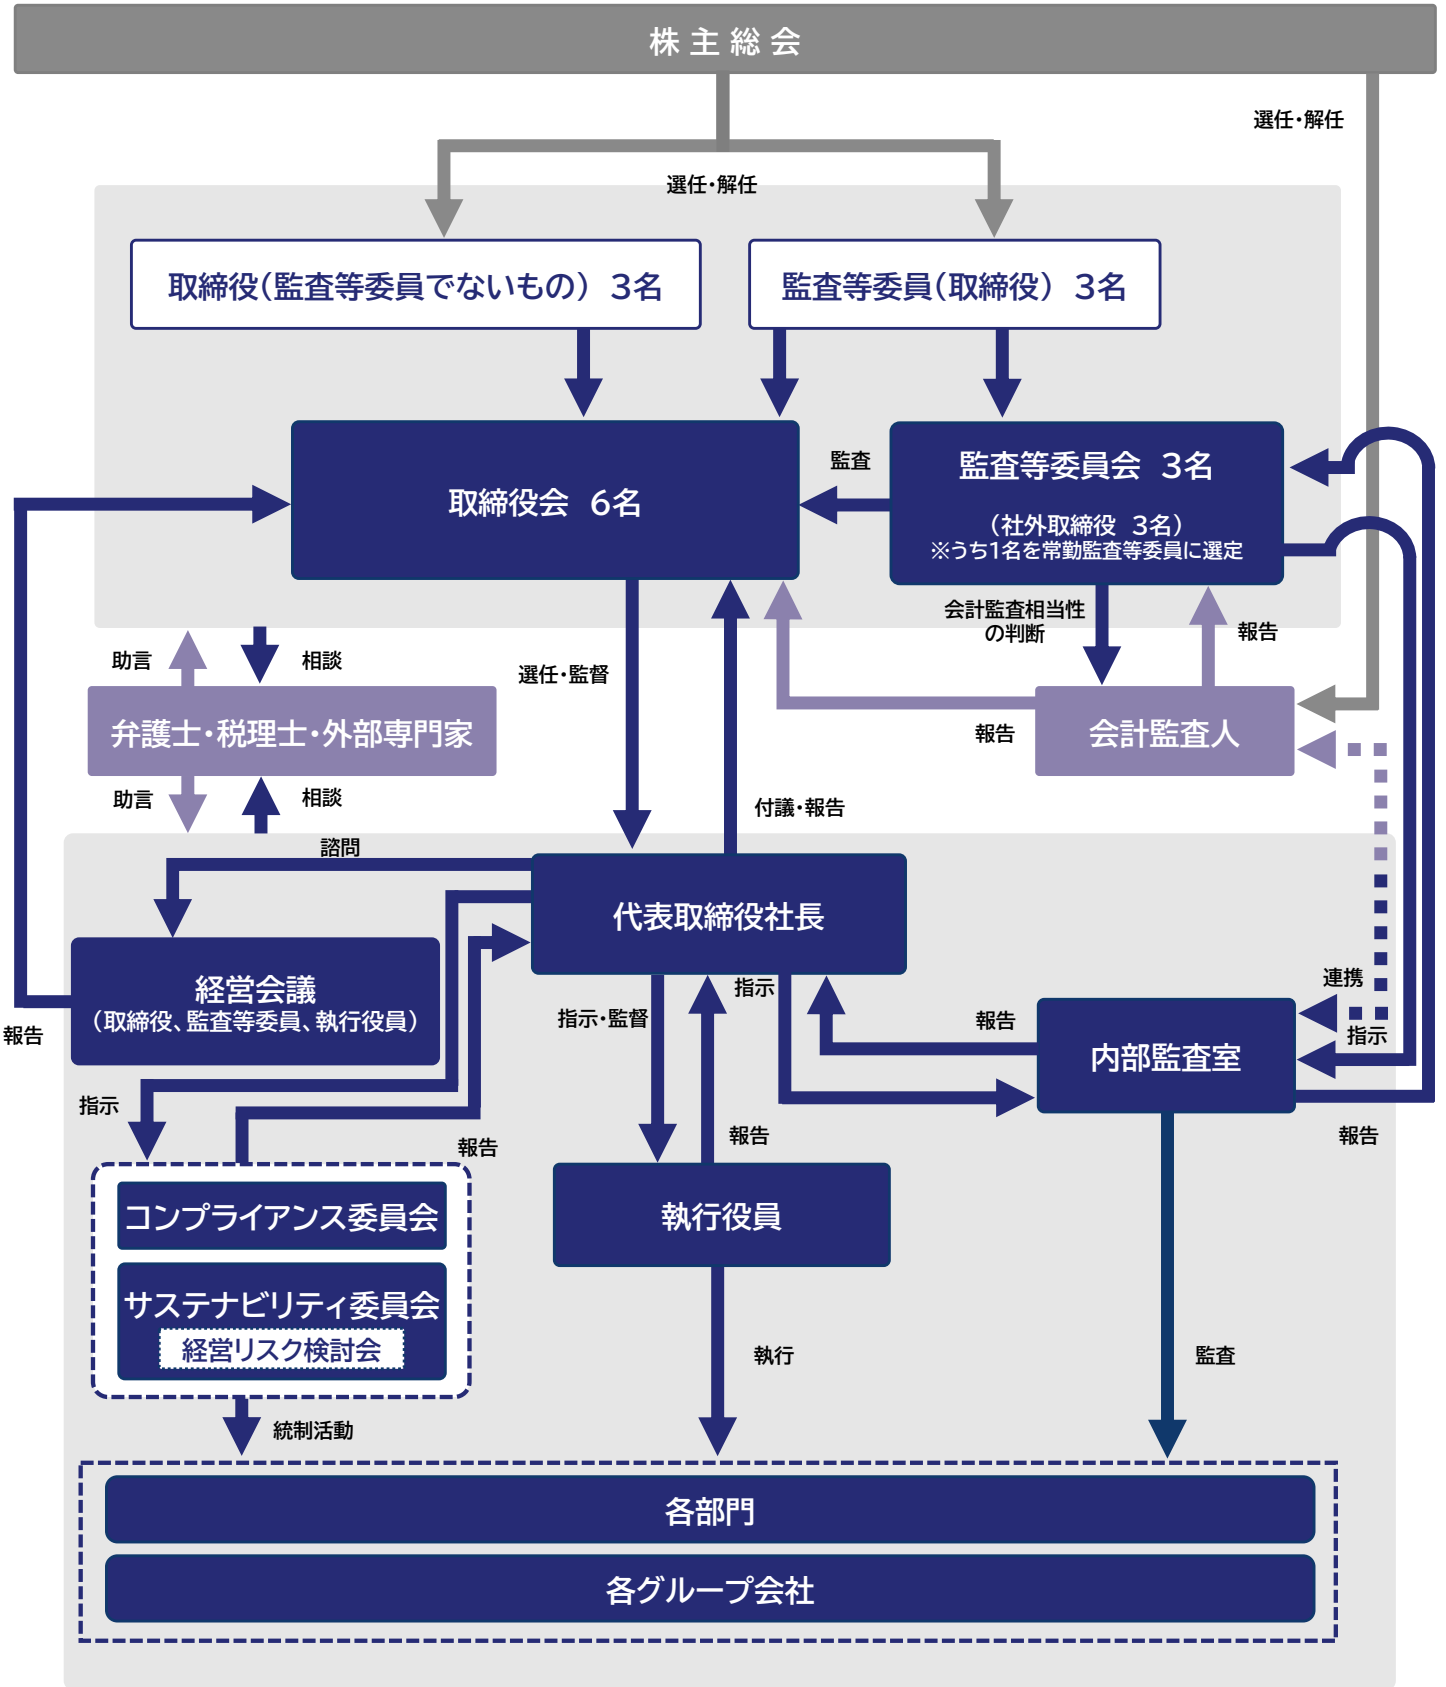 株主総会
選任・解任
選任・解任
取締役(監査等委員でないもの) 3名
監査等委員(取締役) 3名
取締役会 6名
監査
監査等委員会 3名
(社外取締役 3名)
※うち1名を常勤監査等委員に選定
会計監査相当性
の判断
報告
助言
相談
選任・監督
弁護士・税理士・外部専門家
報告
会計監査人
助言
相談
付議・報告
諮問
代表取締役社長
経営会議
(取締役、監査等委員、執行役員)
報告
指示・監督
指示
報告
連携
指示
内部監査室
指示
報告
報告
報告
コンプライアンス委員会
執行役員
サステナビリティ委員会
経営リスク検討会
執行
監査
統制活動
各部門
各グループ会社